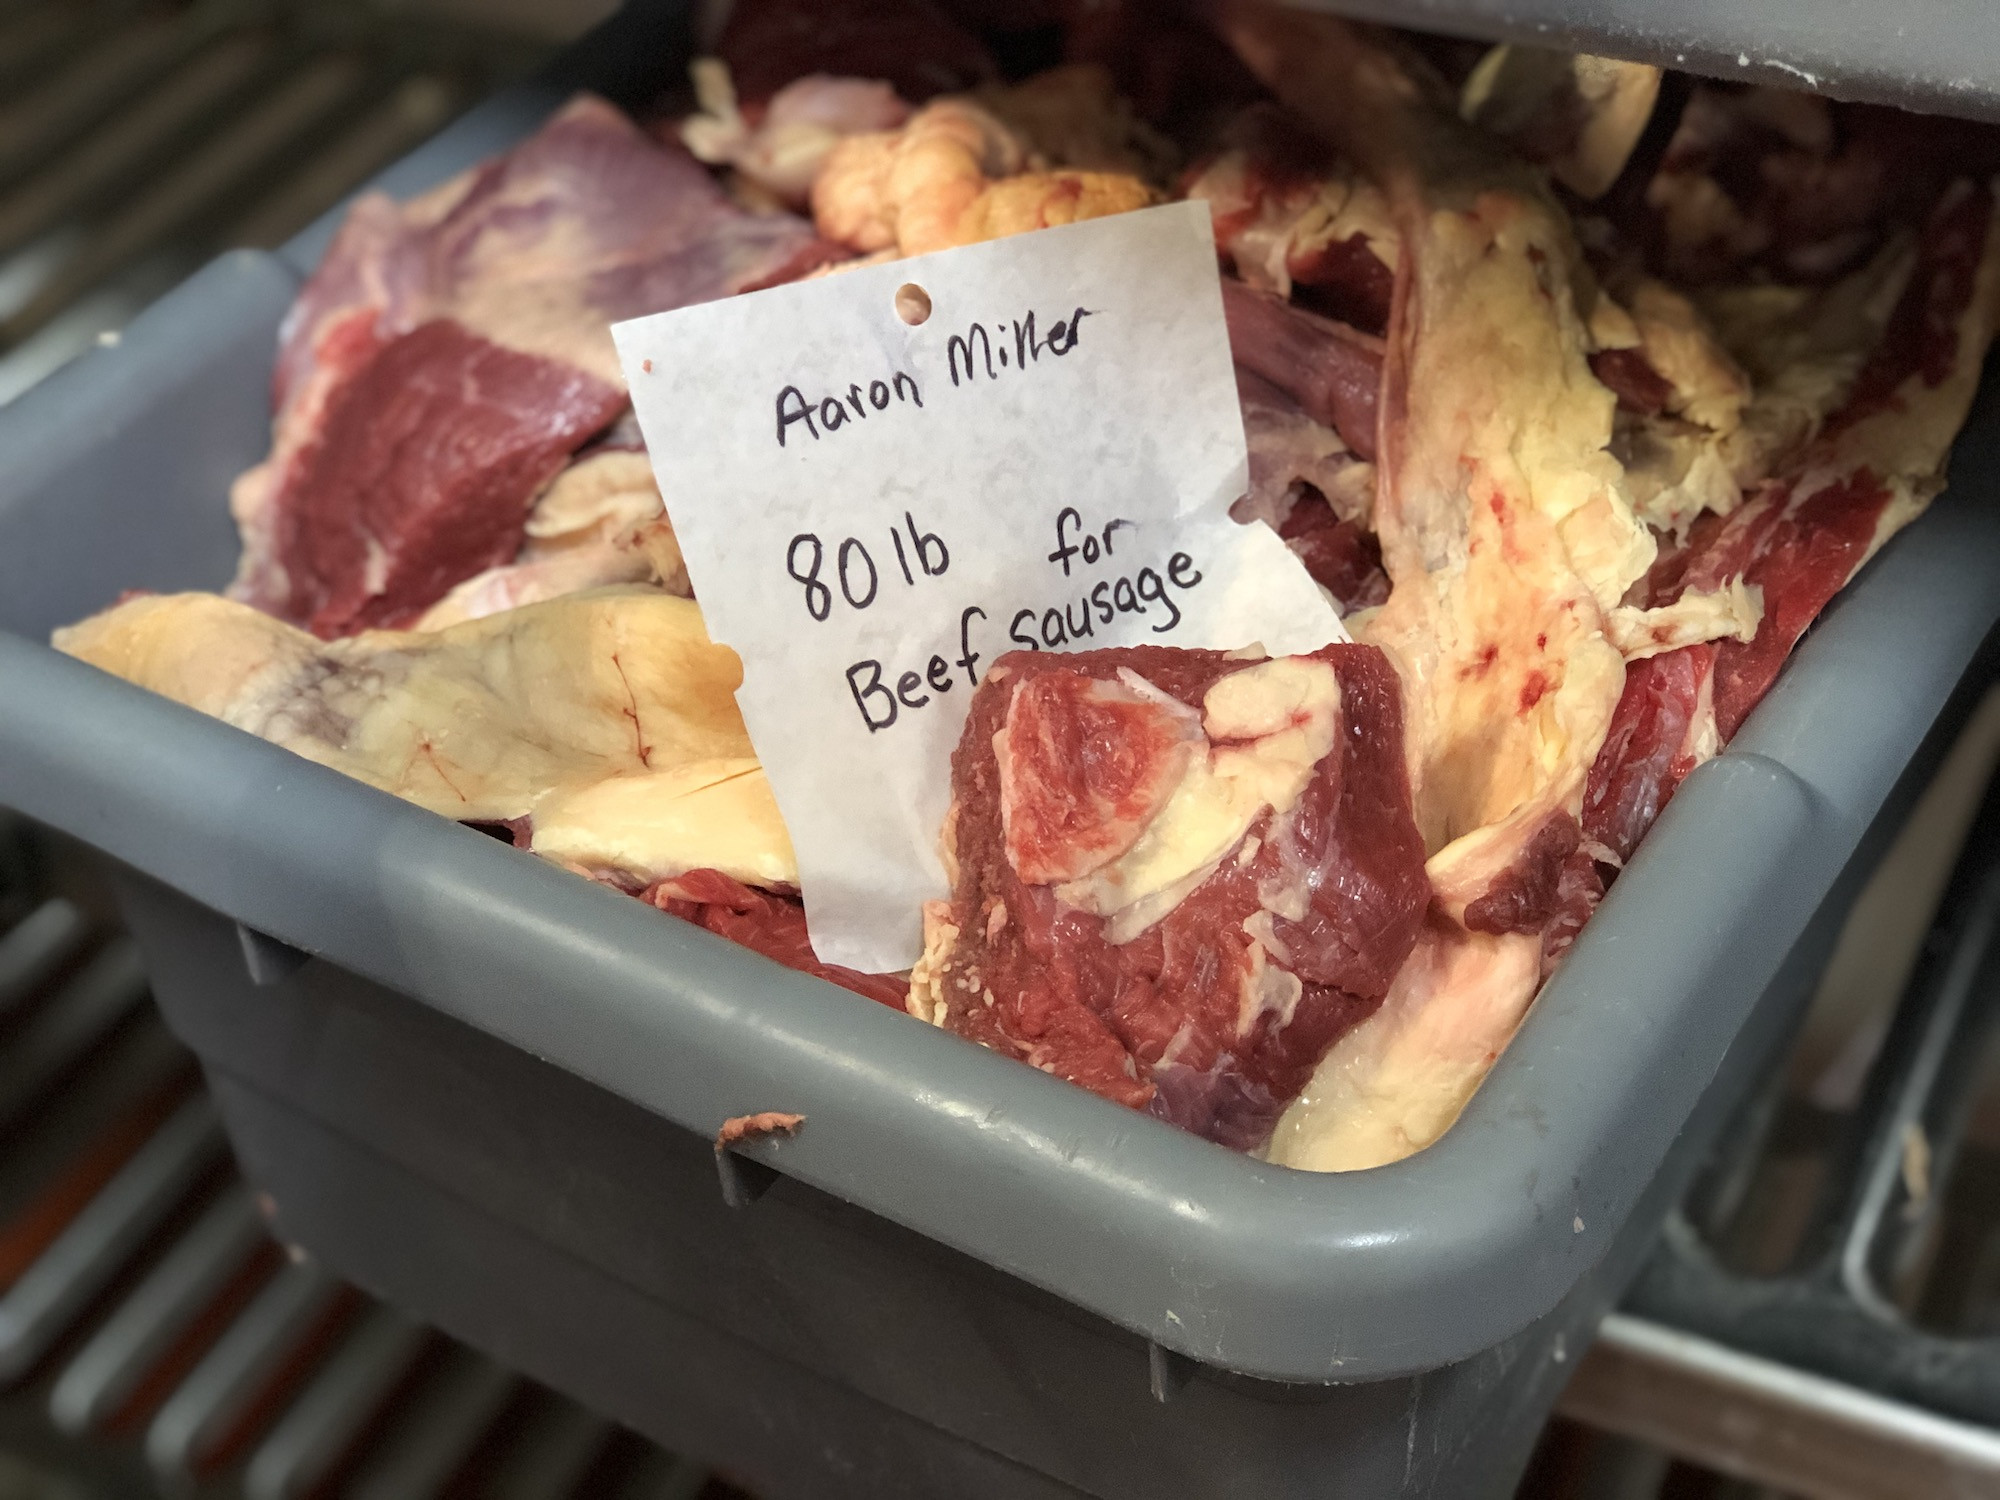 Aaron Miller
80 lb for
Beef sausage